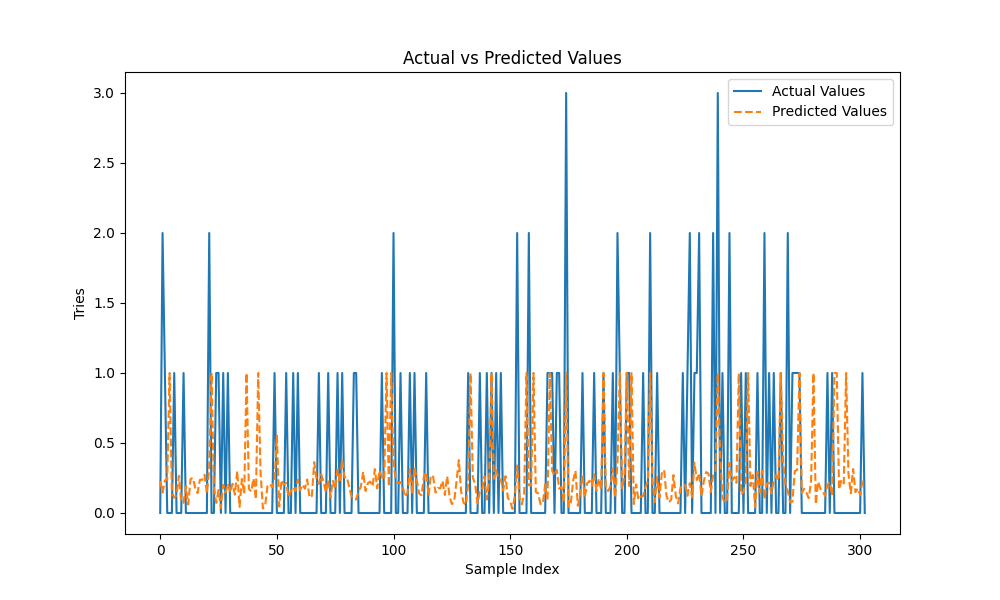 Actual vs Predicted Values
Actual Values
Predicted Values
3.0
2.5
2.0
1.5
1.0
0.5
0.0
Tries
0 50 100 150 200 250 300
Sample Index